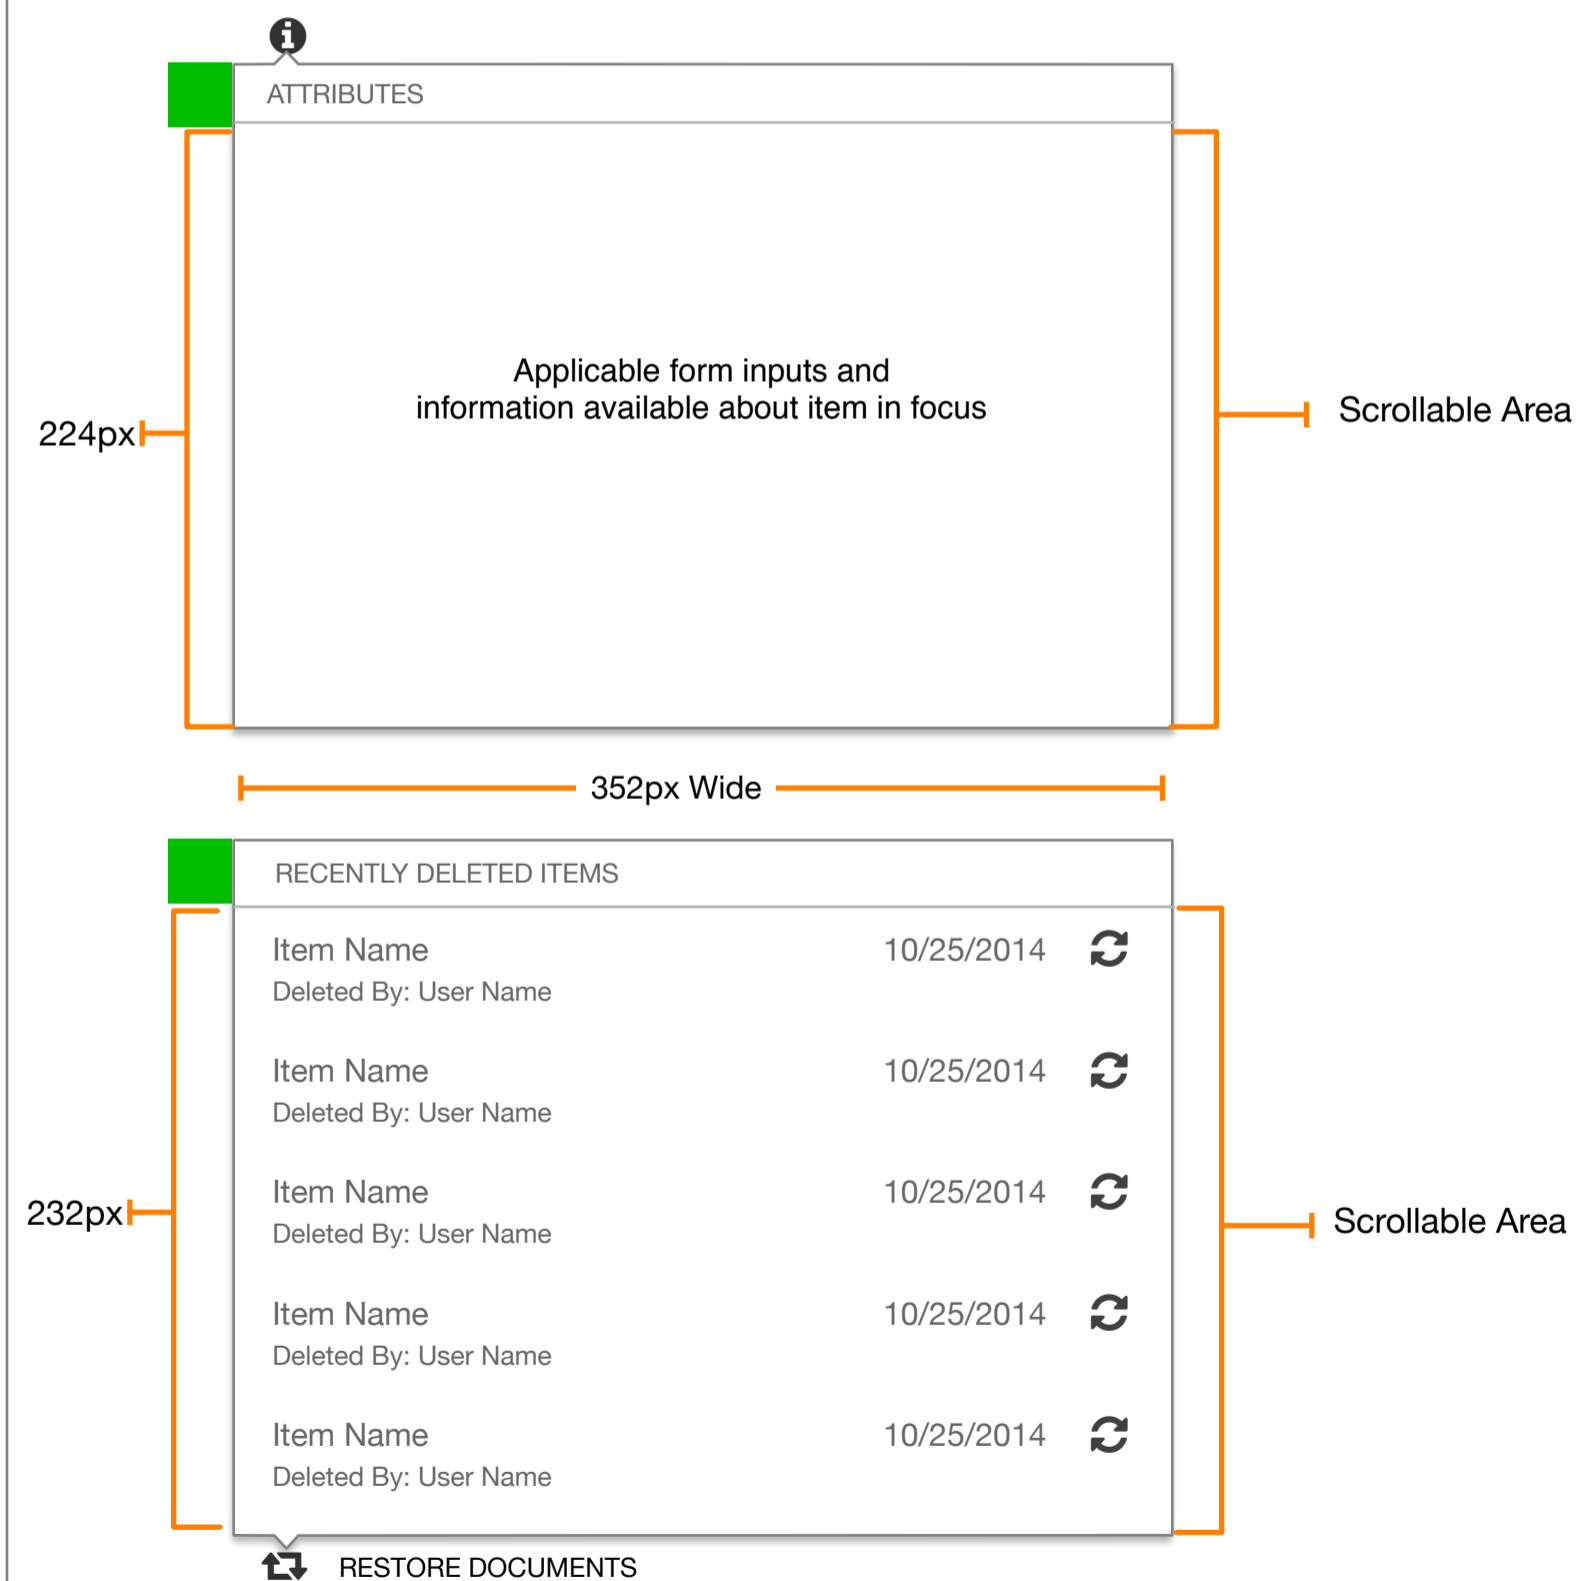 ATTRIBUTES
Applicable form inputs and
information available about item in focus
224px
Scrollable Area
352px Wide
RECENTLY DELETED ITEMS
Item Name 10/25/2014
Deleted By: User Name
Item Name 10/25/2014
Deleted By: User Name
Item Name 10/25/2014
Deleted By: User Name
232px
Scrollable Area
Item Name 10/25/2014
Deleted By: User Name
Item Name 10/25/2014
Deleted By: User Name
RESTORE DOCUMENTS